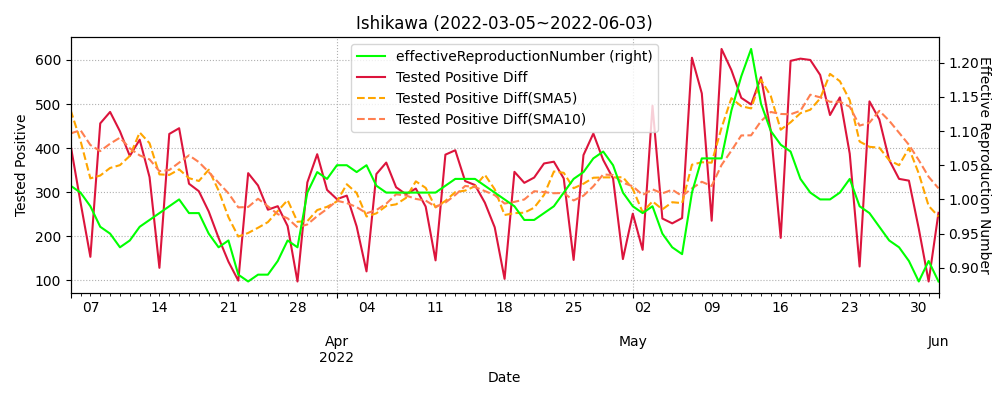 Ishikawa (2022-03-05~2022-06-03)
effectiveReproductionNumber (right)
Tested Positive Diff
Tested Positive Diff(SMA5)
Tested Positive Diff(SMA10)
Tested Positive
600
500
400
300
200
100
1.20
1.15
1.10
1.05
1.00
0.95
0.90
Effective Reproduction Number
07 14 21 28 04 11 18 25 02 09 16 23 30
Apr May Jun
2022
Date